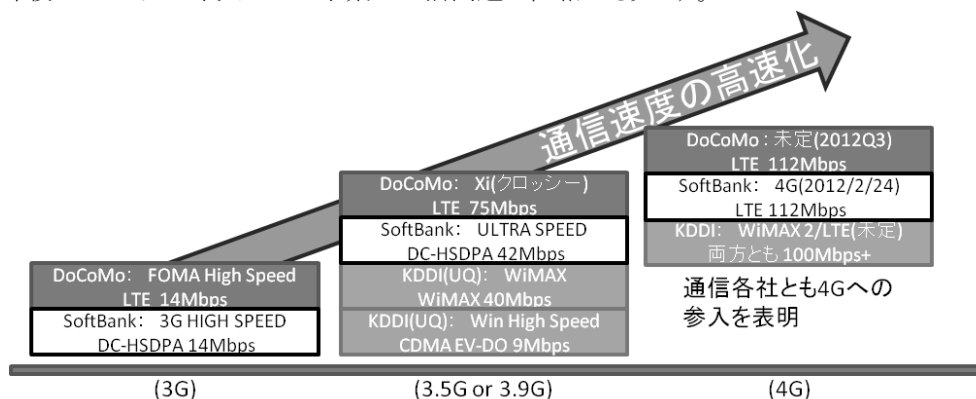 通信速度の高速化
DoCoMo：未定(2012Q3)
LTE 112Mbps
SoftBank： 4G(2012/2/24)
LTE 112Mbps
KDDI： WiMAX 2/LTE(未定)
両方とも100Mbps+
通信各社とも4Gへの
参入を表明
DoCoMo： Xi(クロッシー)
LTE 75Mbps
SoftBank： ULTRA SPEED
DC-HSDPA 42Mbps
KDDI(UQ)： WiMAX
WiMAX 40Mbps
KDDI(UQ)： Win High Speed
CDMA EV-DO 9Mbps
DoCoMo： FOMA High Speed
LTE 14Mbps
SoftBank： 3G HIGH SPEED
DC-HSDPA 14Mbps
(3G)
(3.5G or 3.9G)
(4G)